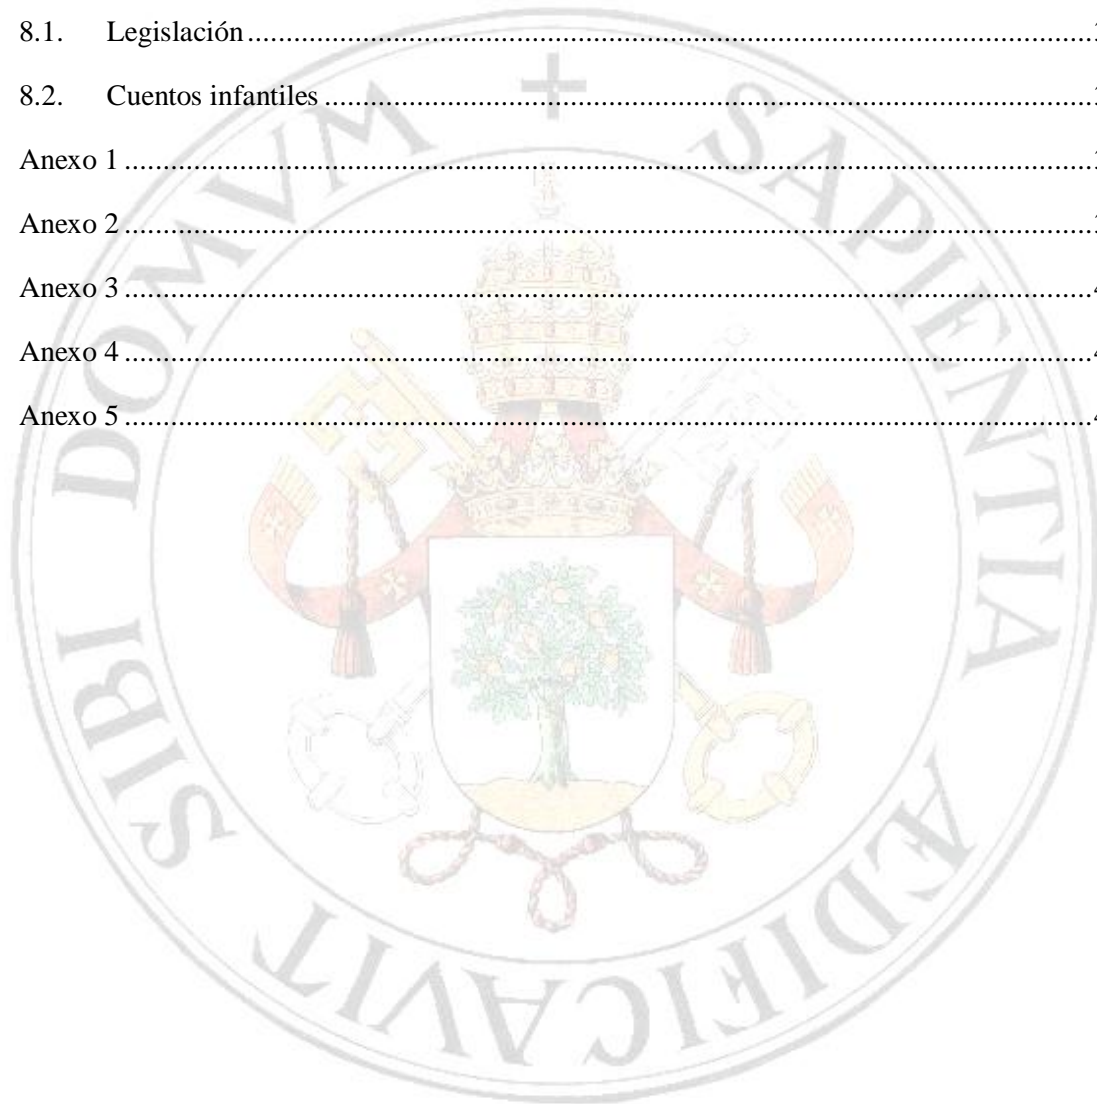 8.1. Legislación
8.2. Cuentos infantiles
Anexo 1
Anexo 2
Anexo 3
Anexo 4
Anexo 5
SAPIENTIA ÆDIFICAVIT SIBI DOMVM